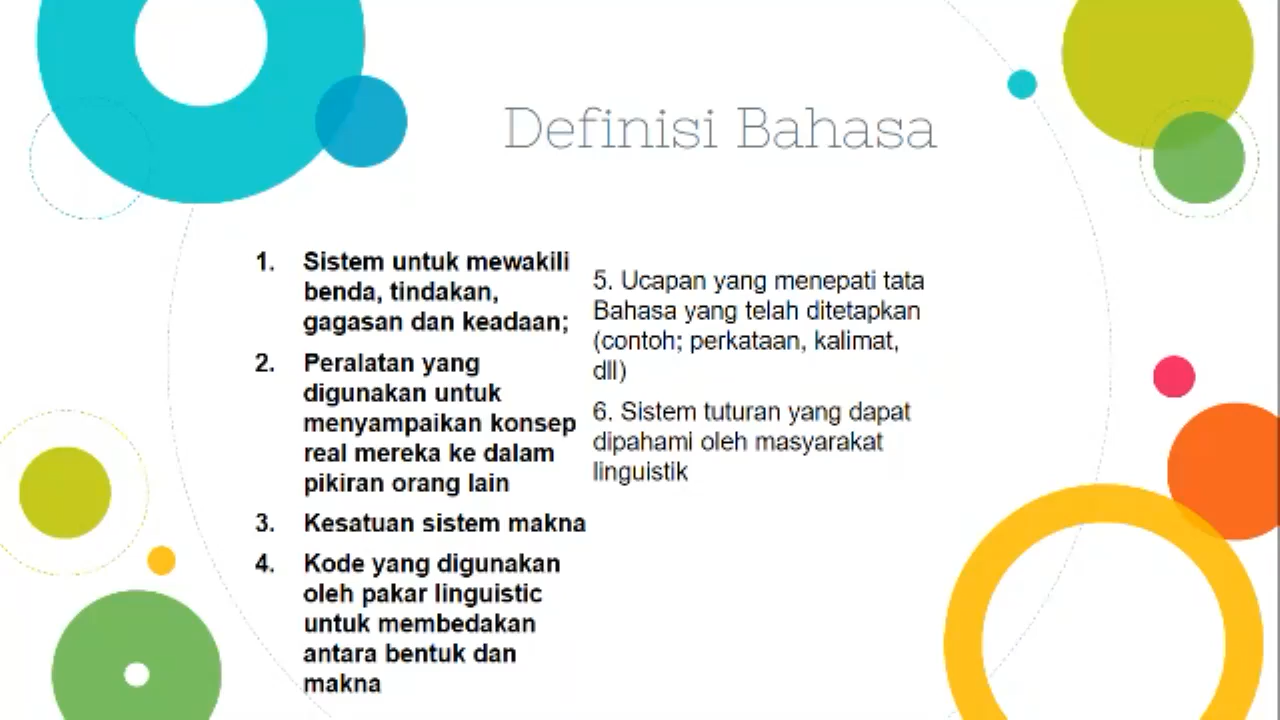 Definisi Bahasa
1. Sistem untuk mewakili
benda, tindakan,
gagasan dan keadaan;
2. Peralatan yang
digunakan untuk
menyampaikan konsep
real mereka ke dalam
pikiran orang lain
3. Kesatuan sistem makna
4. Kode yang digunakan
oleh pakar linguistic
untuk membedakan
antara bentuk dan
makna
5. Ucapan yang menepati tata
Bahasa yang telah ditetapkan
(contoh; perkataan, kalimat,
dll)
6. Sistem tuturan yang dapat
dipahami oleh masyarakat
linguistik